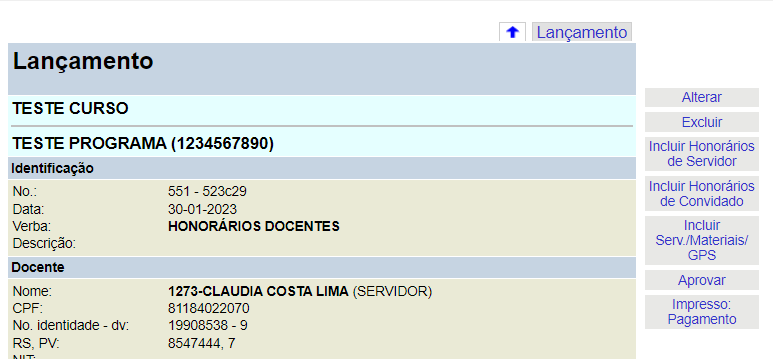 Lançamento
Lançamento
TESTE CURSO
TESTE PROGRAMA (1234567890)
Identificação
No.: 551 - 523c29
Data: 30-01-2023
Verba: HONORÁRIOS DOCENTES
Descrição:
Docente
Nome: 1273-CLAUDIA COSTA LIMA (SERVIDOR)
CPF: 81184022070
No. identidade - dv: 19908538 - 9
RS, PV: 8547444, 7
NIT:
Alterar
Excluir
Incluir Honorários
de Servidor
Incluir Honorários
de Convidado
Incluir
Serv./Materiais/
GPS
Aprovar
Impresso:
Pagamento